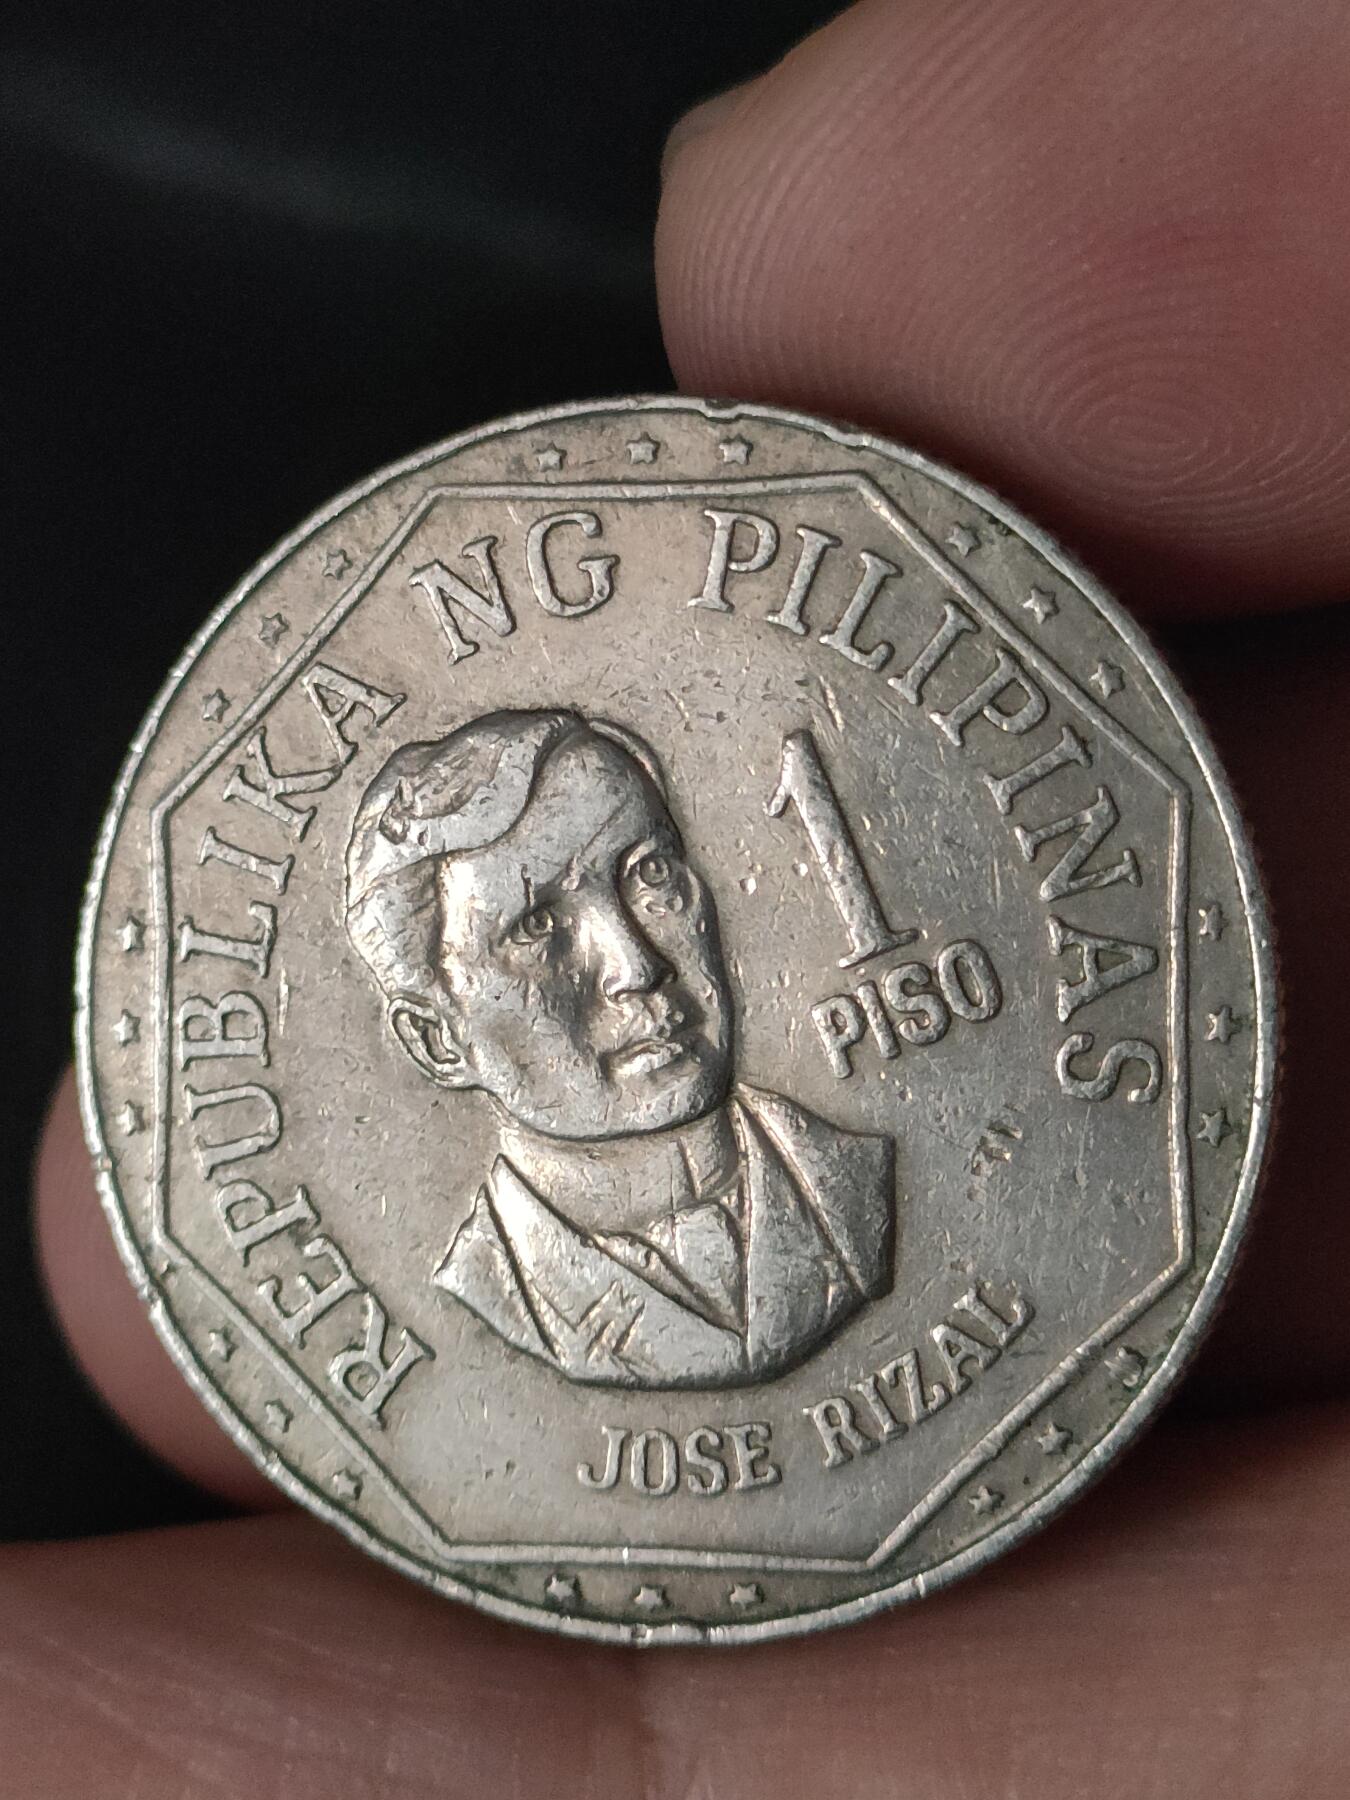 REPUBLIKA NG PILIPINAS
1
PISO
JOSE RIZAL